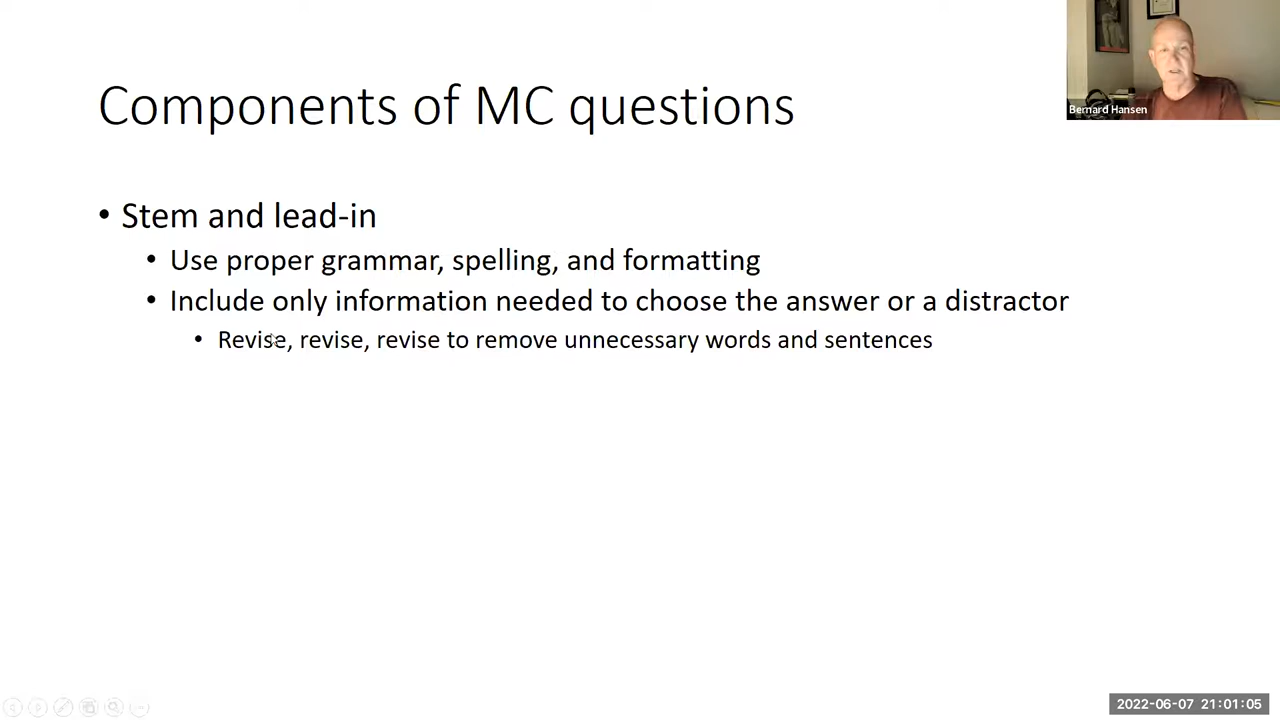 Components of MC questions
Bernard Hansen
• Stem and lead-in
• Use proper grammar, spelling, and formatting
• Include only information needed to choose the answer or a distractor
• Revise, revise, revise to remove unnecessary words and sentences
2022-06-07 21:01:05